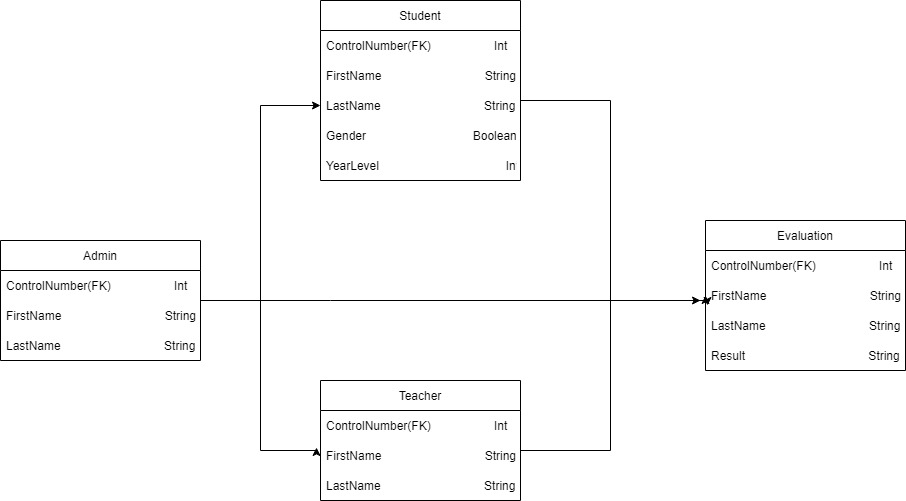 Student
ControlNumber(FK) Int
FirstName String
LastName String
Gender Boolean
YearLevel In
Admin
ControlNumber(FK) Int
FirstName String
LastName String
Evaluation
ControlNumber(FK) Int
FirstName String
LastName String
Result String
Teacher
ControlNumber(FK) Int
FirstName String
LastName String